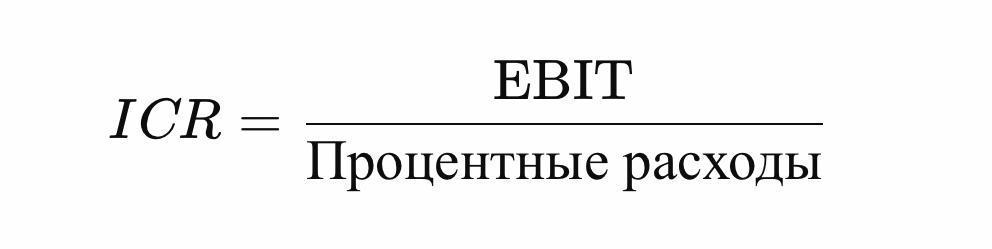 EBIT
ICR =
Процентные расходы